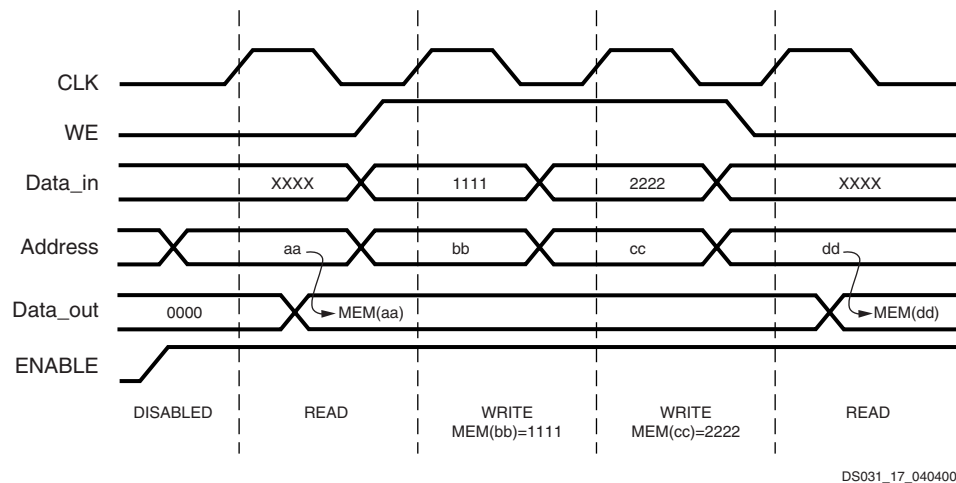 CLK
WE
Data_in XXXX 1111 2222 XXXX
Address aa bb cc dd
Data_out 0000 MEM(aa) MEM(dd)
ENABLE
DISABLED READ WRITE WRITE READ
MEM(bb)=1111 MEM(cc)=2222
DS031_17_040400